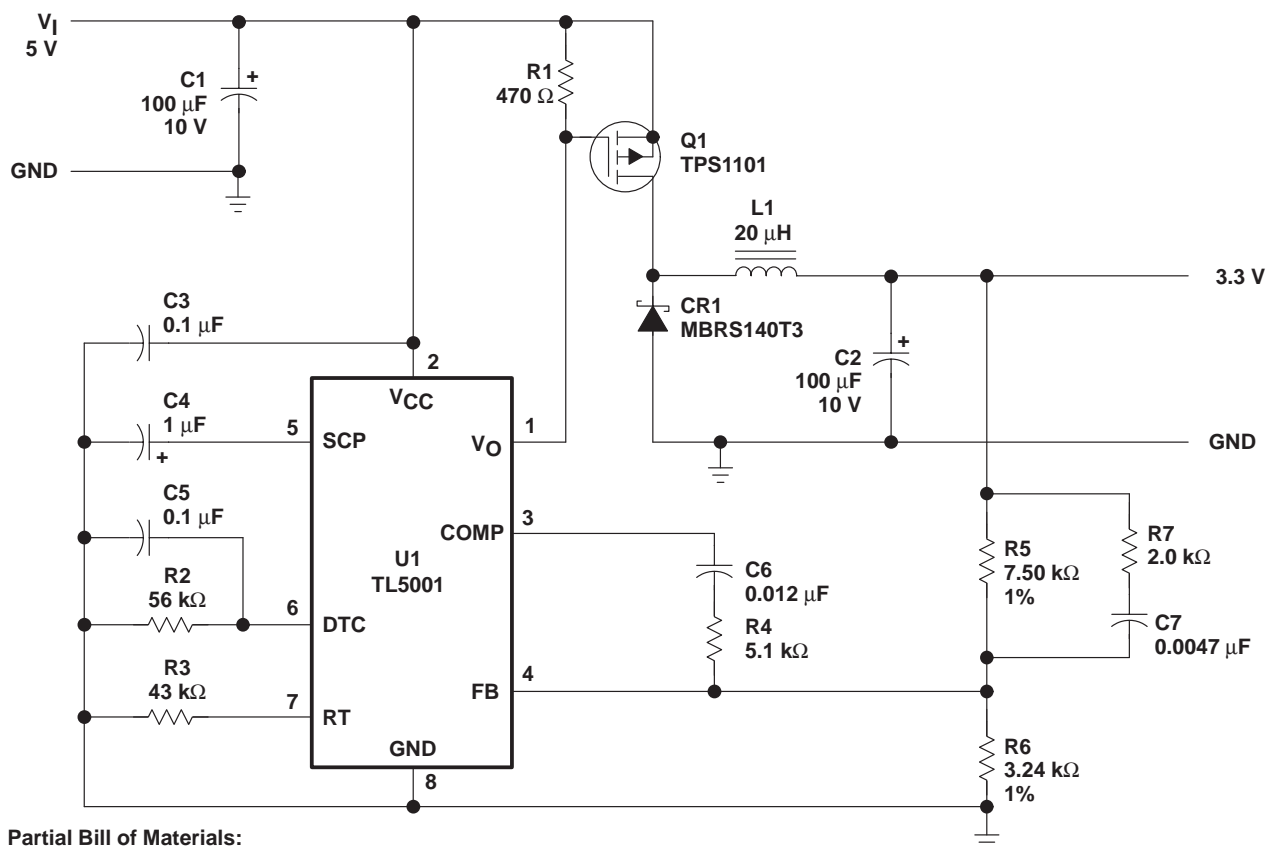 VI
5 V
C1
100 μF
10 V
+
GND
R1
470 Ω
Q1
TPS1101
L1
20 μH
3.3 V
CR1
MBRS140T3
C2
100 μF
10 V
+
GND
C3
0.1 μF
2
VCC
C4
1 μF
+
5
SCP
1
VO
C5
0.1 μF
COMP
3
U1
TL5001
R2
56 kΩ
6
DTC
C6
0.012 μF
R4
5.1 kΩ
R5
7.50 kΩ
1%
R7
2.0 kΩ
C7
0.0047 μF
R3
43 kΩ
7
RT
FB
4
GND
8
R6
3.24 kΩ
1%
Partial Bill of Materials: